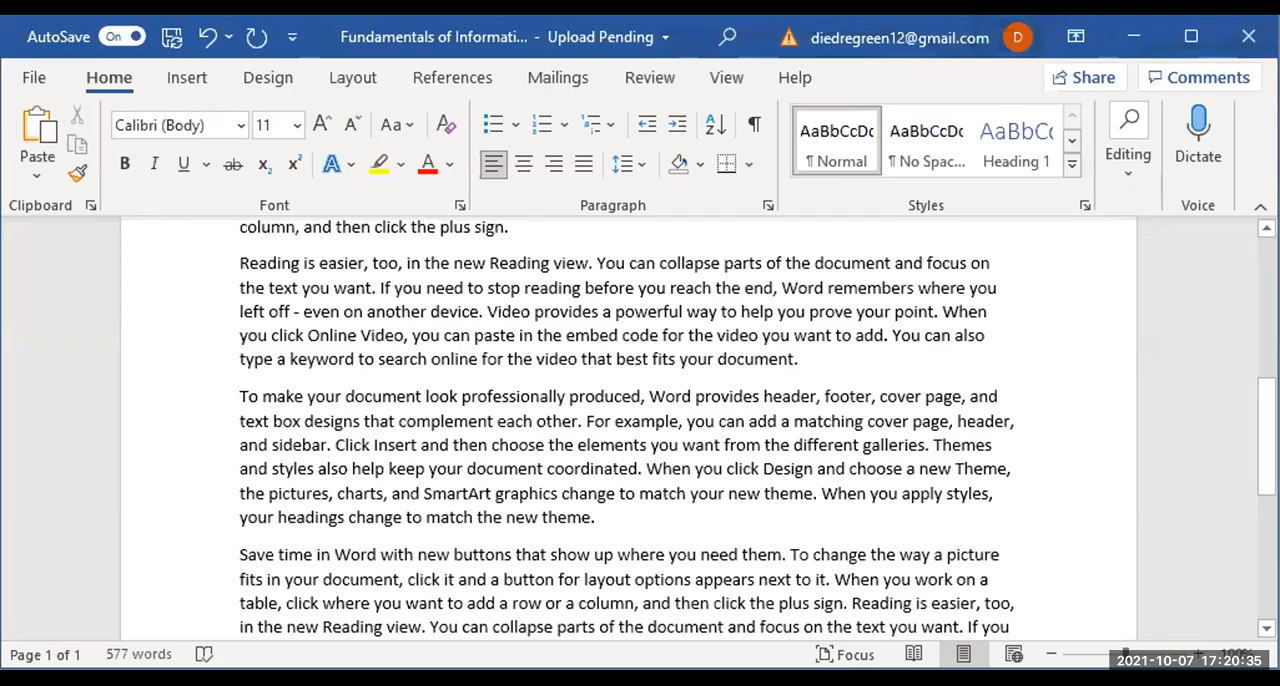 AutoSave On Fundamentals of Informati... - Upload Pending diedregreen12@gmail.com D
File Home Insert Design Layout References Mailings Review View Help Share Comments
Calibri (Body) 11 Aa
AaBbCcDc AaBbCcDc AaBbCc
Paste B I U ab x₂ x² A A ¶ Normal ¶ No Spac... Heading 1 Editing Dictate
Clipboard Font Paragraph Styles Voice
column, and then click the plus sign.
Reading is easier, too, in the new Reading view. You can collapse parts of the document and focus on
the text you want. If you need to stop reading before you reach the end, Word remembers where you
left off - even on another device. Video provides a powerful way to help you prove your point. When
you click Online Video, you can paste in the embed code for the video you want to add. You can also
type a keyword to search online for the video that best fits your document.
To make your document look professionally produced, Word provides header, footer, cover page, and
text box designs that complement each other. For example, you can add a matching cover page, header,
and sidebar. Click Insert and then choose the elements you want from the different galleries. Themes
and styles also help keep your document coordinated. When you click Design and choose a new Theme,
the pictures, charts, and SmartArt graphics change to match your new theme. When you apply styles,
your headings change to match the new theme.
Save time in Word with new buttons that show up where you need them. To change the way a picture
fits in your document, click it and a button for layout options appears next to it. When you work on a
table, click where you want to add a row or a column, and then click the plus sign. Reading is easier, too,
in the new Reading view. You can collapse parts of the document and focus on the text you want. If you
Page 1 of 1 577 words Focus
2021-10-07 17:20:35